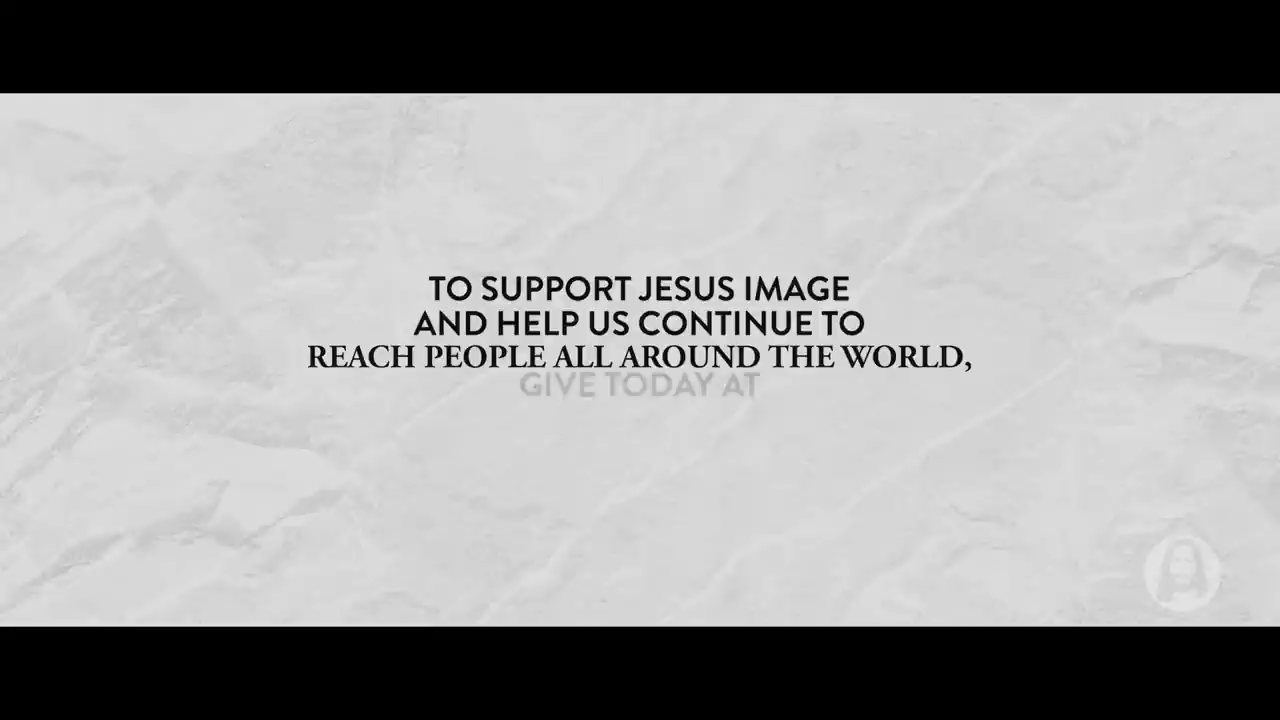 TO SUPPORT JESUS IMAGE
AND HELP US CONTINUE TO
REACH PEOPLE ALL AROUND THE WORLD,
GIVE TODAY AT